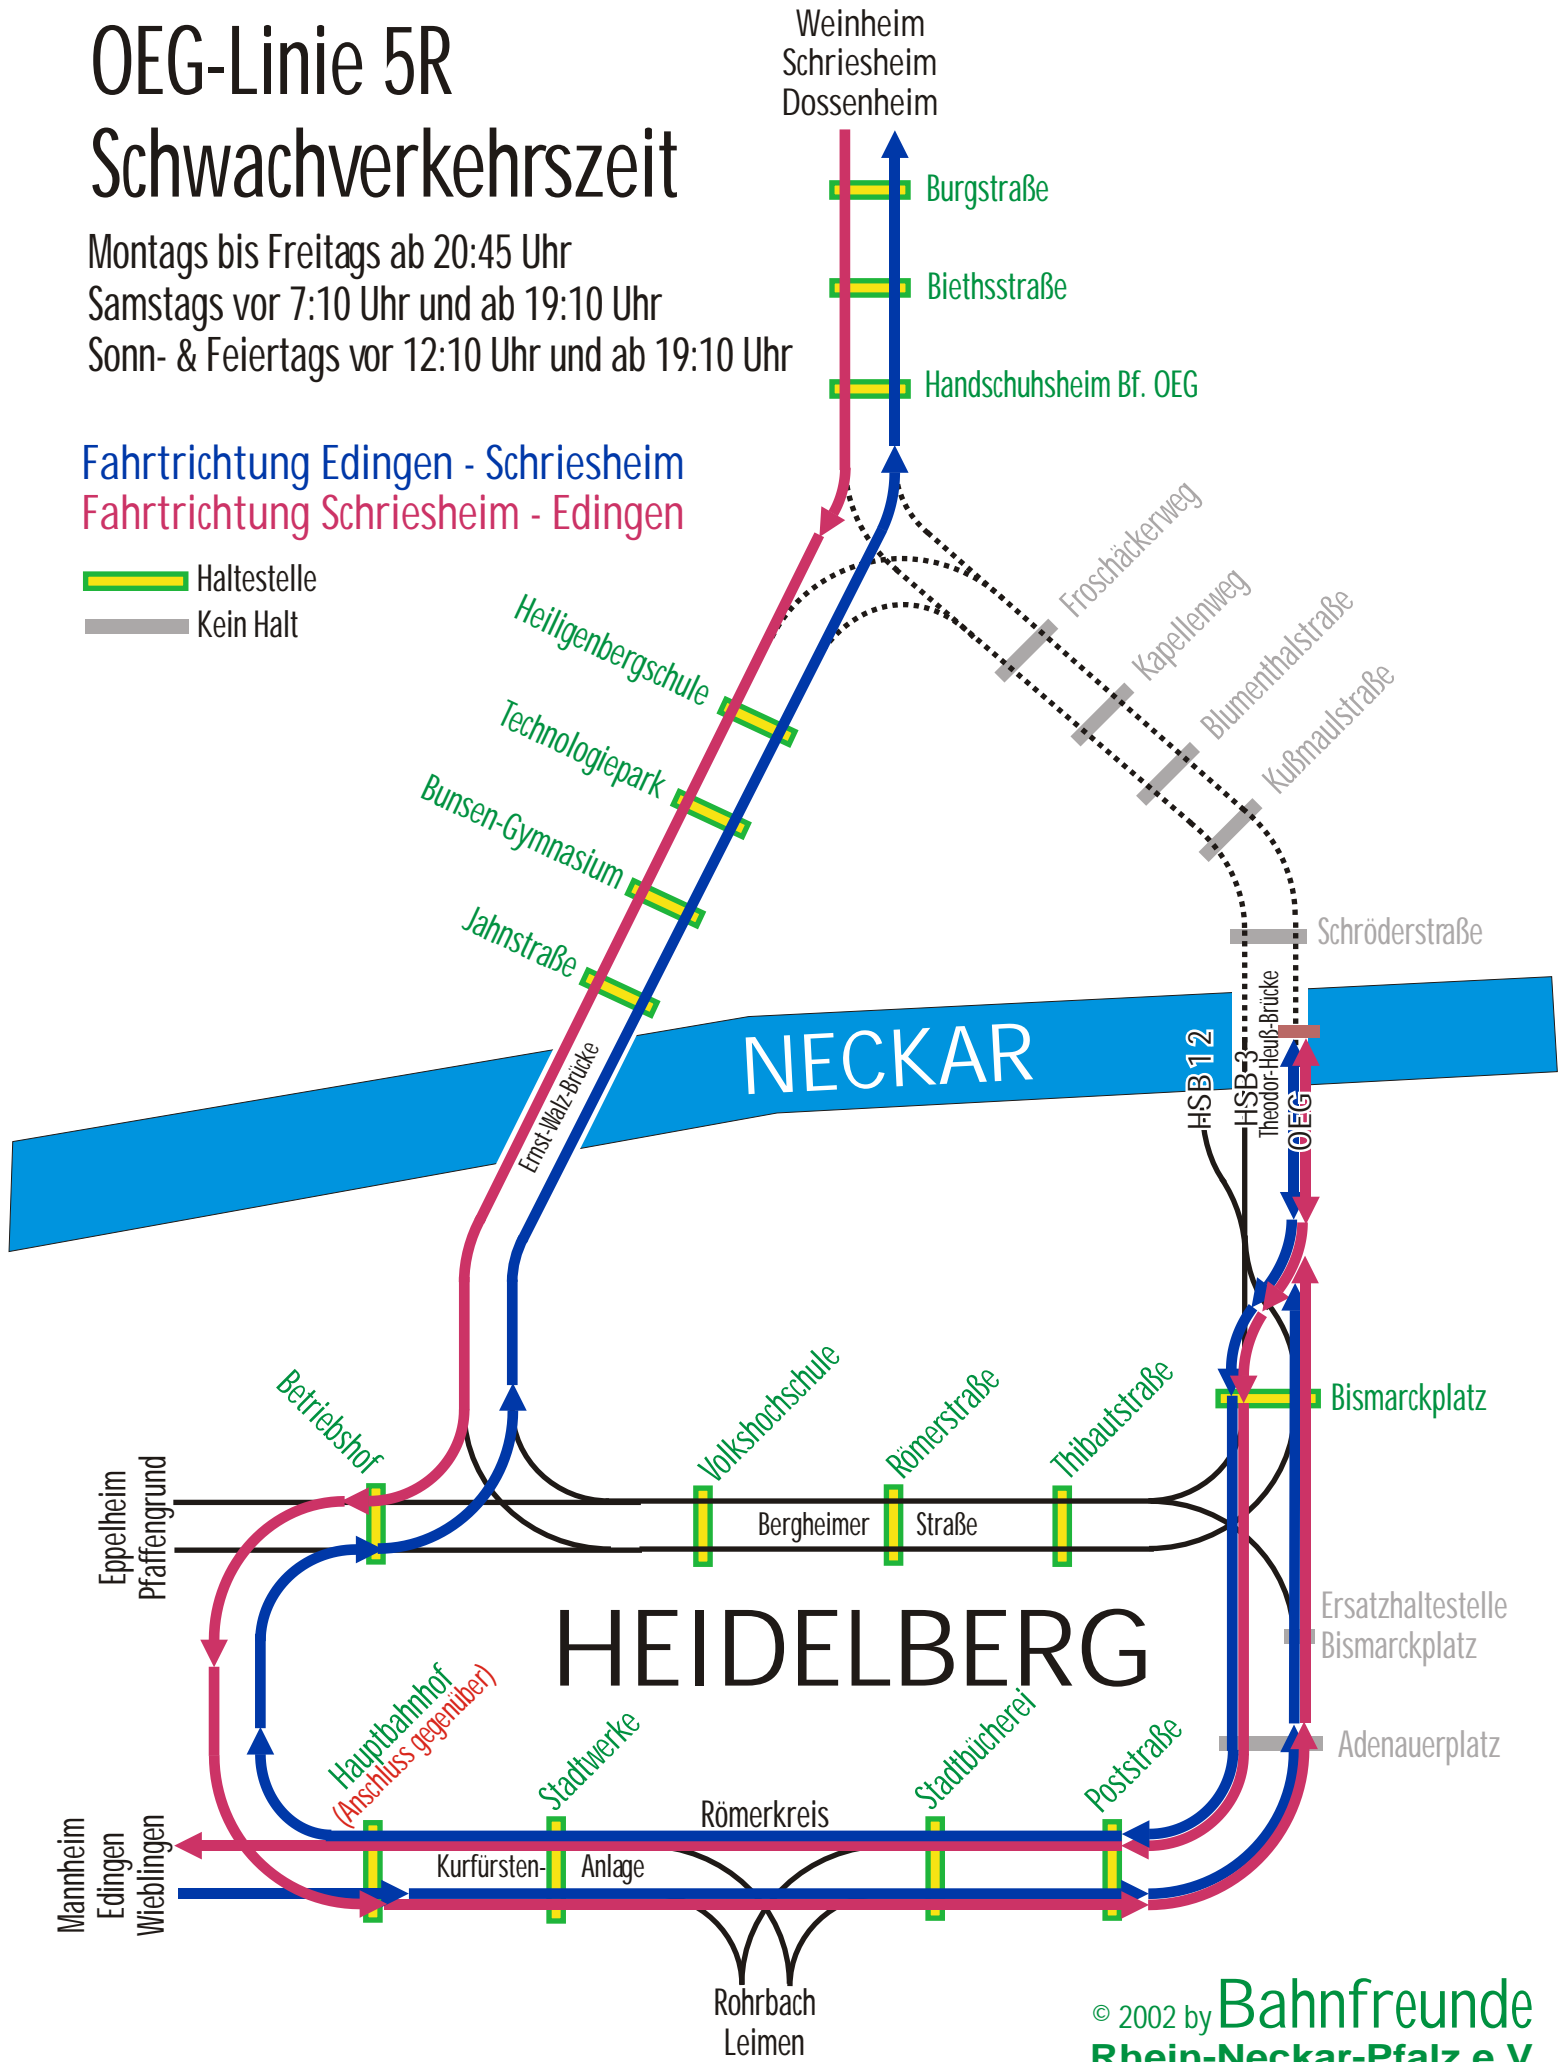 OEG-Linie 5R
Schwachverkehrszeit
Montags bis Freitags ab 20:45 Uhr
Samstags vor 7:10 Uhr und ab 19:10 Uhr
Sonn- & Feiertags vor 12:10 Uhr und ab 19:10 Uhr
Fahrtrichtung Edingen - Schriesheim
Fahrtrichtung Schriesheim - Edingen
Haltestelle
Kein Halt
Weinheim
Schriesheim
Dossenheim
Burgstraße
Biethsstraße
Handschuhsheim Bf. OEG
Froschäckerweg
Kapellenweg
Blumenthalstraße
Kußmaulstraße
Schröderstraße
Heiligenbergschule
Technologiepark
Bunsen-Gymnasium
Jahnstraße
NECKAR
Ernst-Walz-Brücke
HSB 1 2
HSB 3
Theodor-Heuß-Brücke
OEG
Betriebshof
Volkshochschule
Römerstraße
Thibautstraße
Bismarckplatz
Eppelheim
Pfaffengrund
Bergheimer Straße
HEIDELBERG
Ersatzhaltestelle
Bismarckplatz
Adenauerplatz
Hauptbahnhof
(Anschluss gegenüber)
Stadtwerke
Stadtbücherei
Poststraße
Römerkreis
Kurfürsten- Anlage
Mannheim
Edingen
Wieblingen
Rohrbach
Leimen
© 2002 by Bahnfreunde
Rhein-Neckar-Pfalz e.V